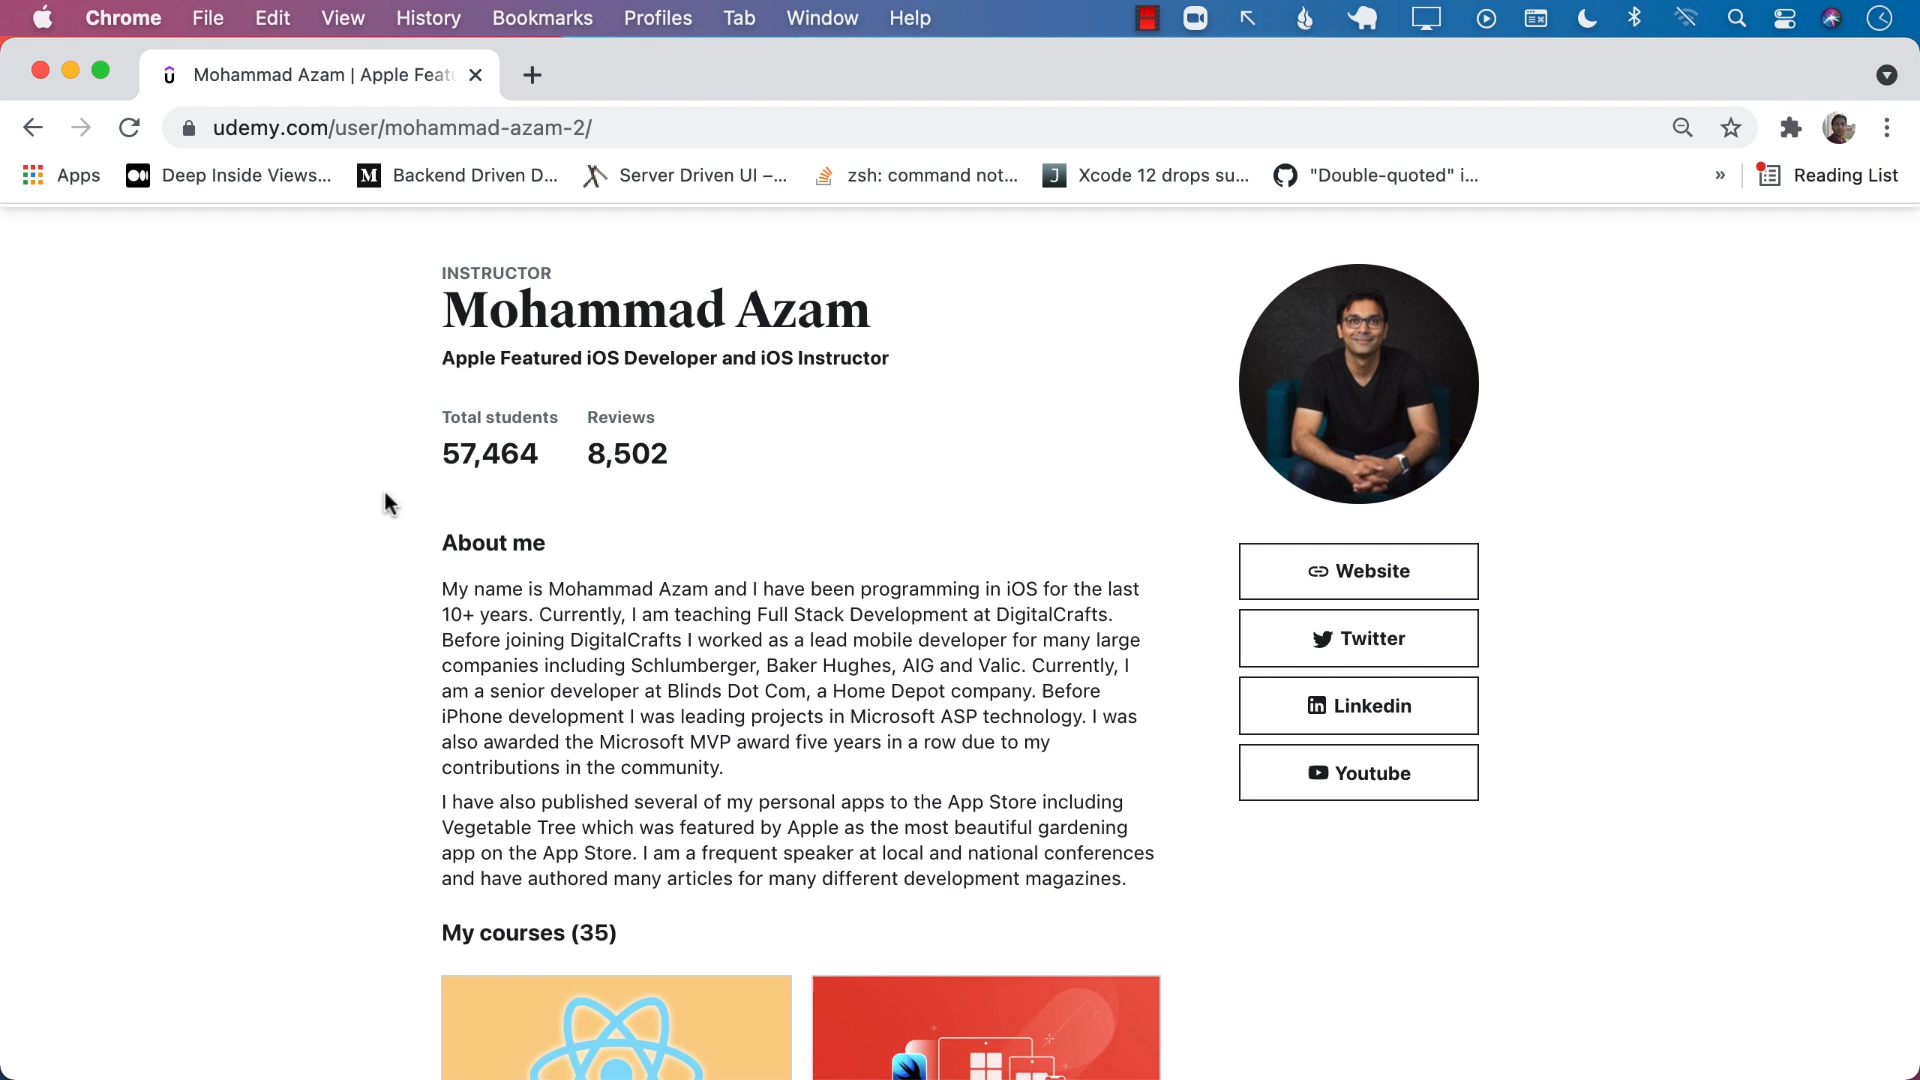 Chrome File Edit View History Bookmarks Profiles Tab Window Help
Mohammad Azam | Apple Feat
udemy.com/user/mohammad-azam-2/
Apps Deep Inside Views... Backend Driven D... Server Driven UI –... zsh: command not... Xcode 12 drops su... "Double-quoted" i... » Reading List
INSTRUCTOR
Mohammad Azam
Apple Featured iOS Developer and iOS Instructor
Total students Reviews
57,464 8,502
About me
My name is Mohammad Azam and I have been programming in iOS for the last
10+ years. Currently, I am teaching Full Stack Development at DigitalCrafts.
Before joining DigitalCrafts I worked as a lead mobile developer for many large
companies including Schlumberger, Baker Hughes, AIG and Valic. Currently, I
am a senior developer at Blinds Dot Com, a Home Depot company. Before
iPhone development I was leading projects in Microsoft ASP technology. I was
also awarded the Microsoft MVP award five years in a row due to my
contributions in the community.
I have also published several of my personal apps to the App Store including
Vegetable Tree which was featured by Apple as the most beautiful gardening
app on the App Store. I am a frequent speaker at local and national conferences
and have authored many articles for many different development magazines.
My courses (35)
Website
Twitter
Linkedin
Youtube